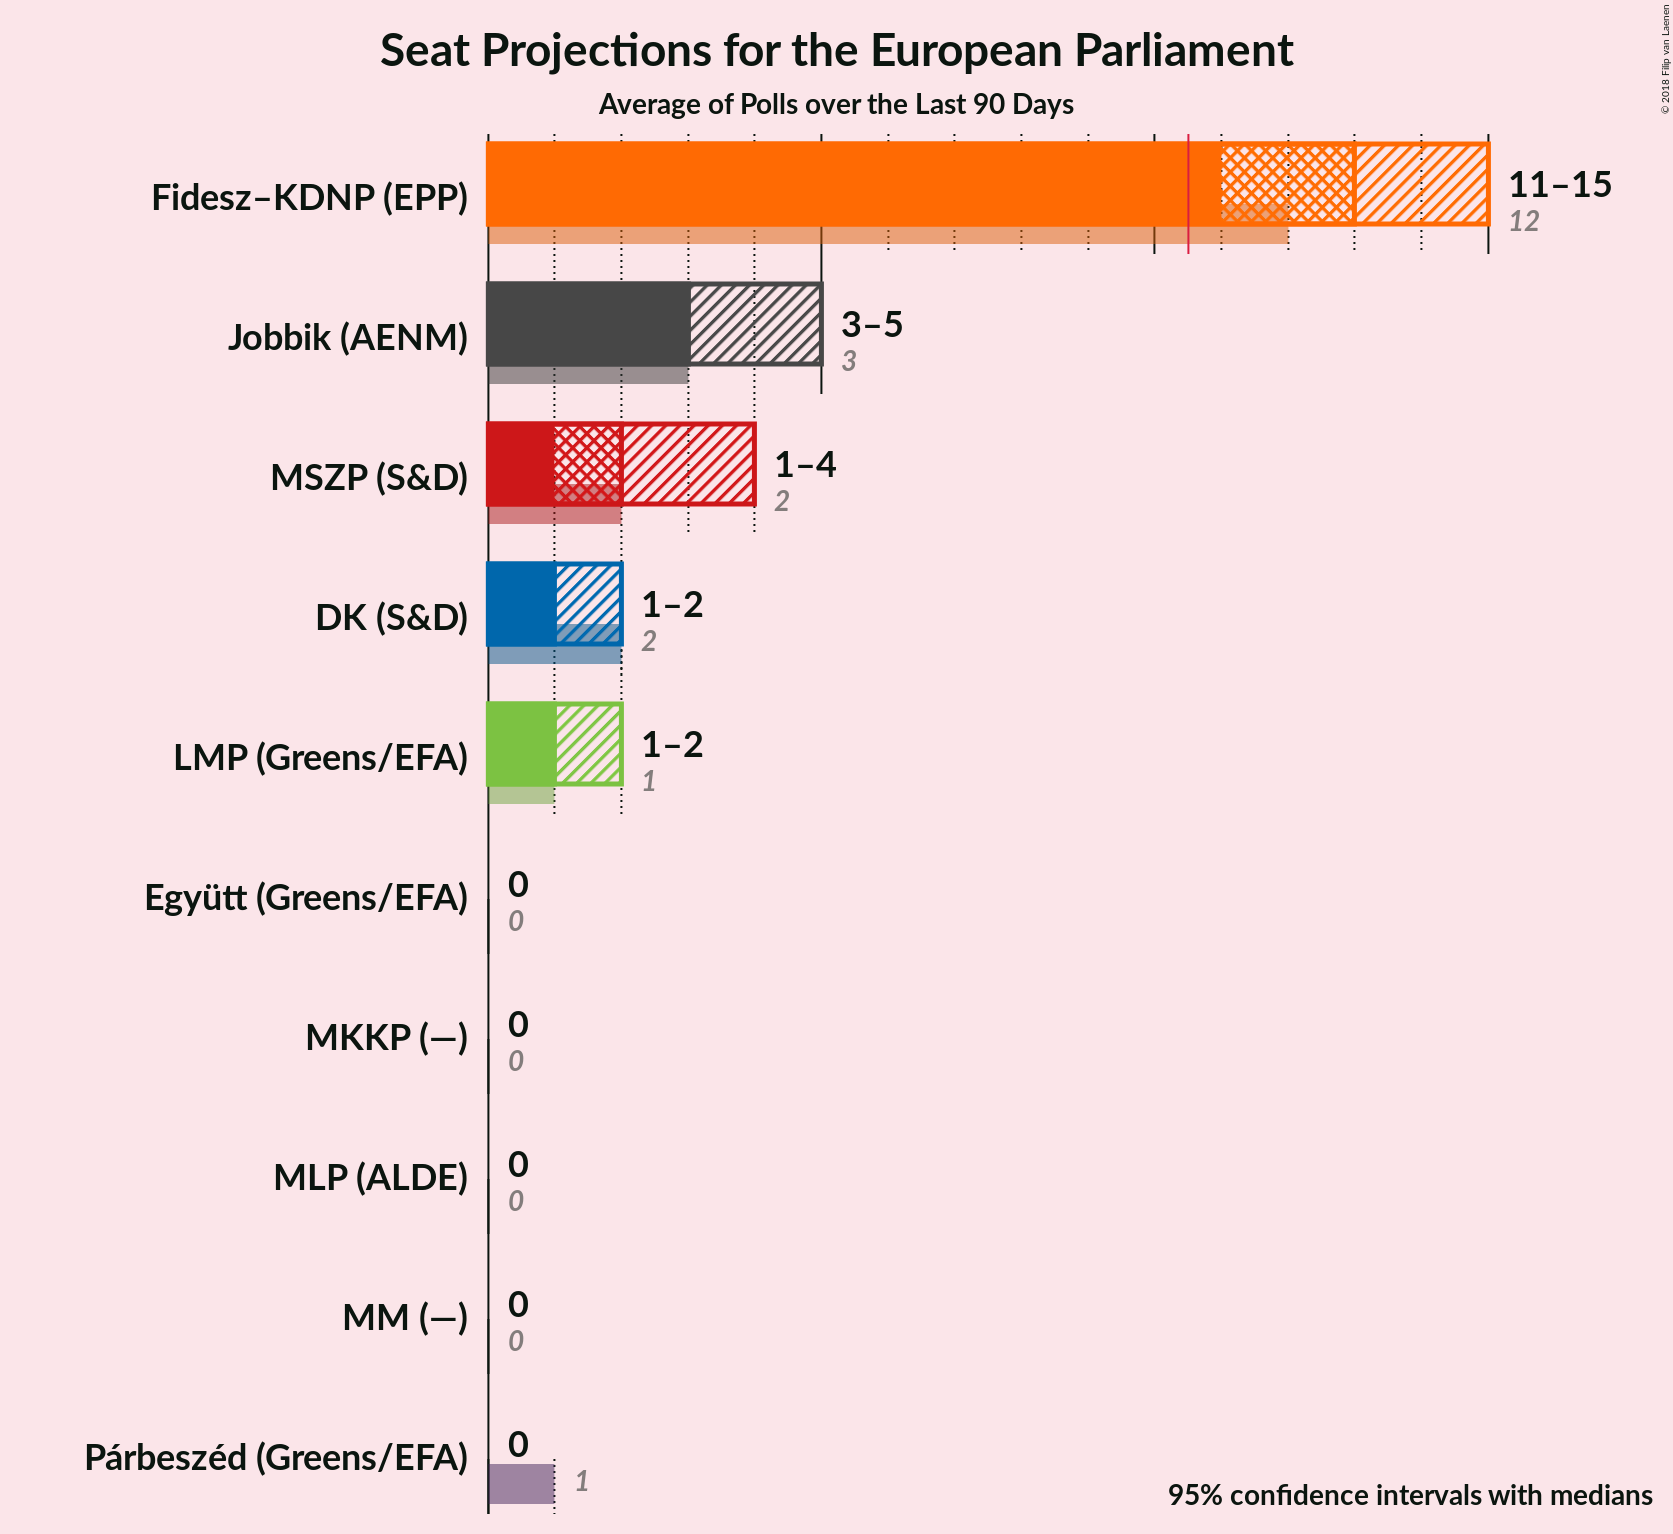 Seat Projections for the European Parliament
Average of Polls over the Last 90 Days
© 2018 Filip van Laenen
Fidesz–KDNP (EPP)
11–15
12
Jobbik (AENM)
3–5
3
MSZP (S&D)
1–4
2
DK (S&D)
1–2
2
LMP (Greens/EFA)
1–2
1
Együtt (Greens/EFA)
0
0
MKKP (—)
0
0
MLP (ALDE)
0
0
MM (—)
0
0
Párbeszéd (Greens/EFA)
0
1
95% confidence intervals with medians